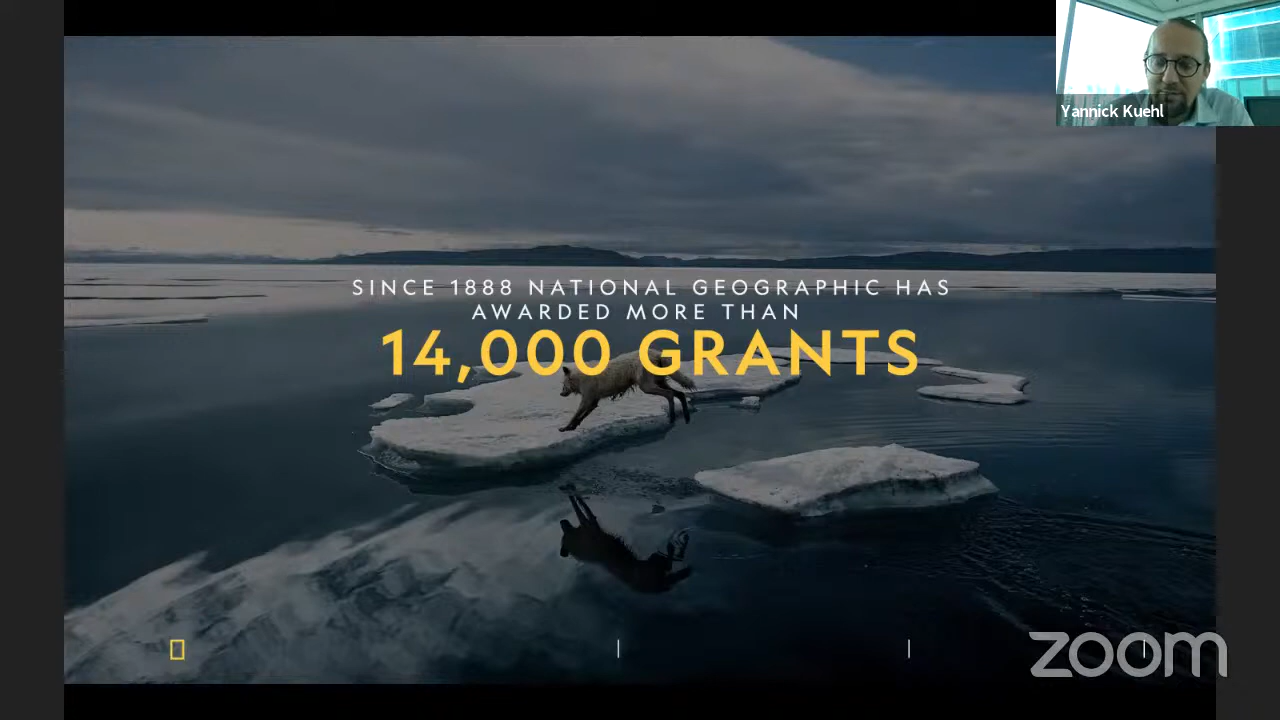 Yannick Kuehl
SINCE 1888 NATIONAL GEOGRAPHIC HAS
AWARDED MORE THAN
14,000 GRANTS
zoom